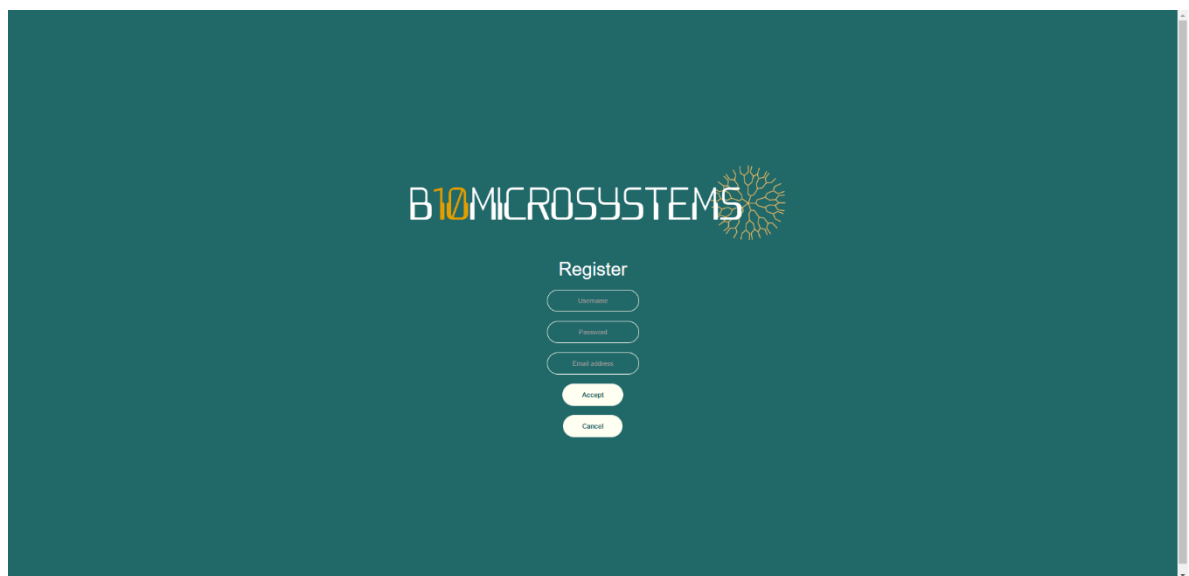 B10MICROSYSTEMS
Register
Username
Password
Email address
Accept
Cancel